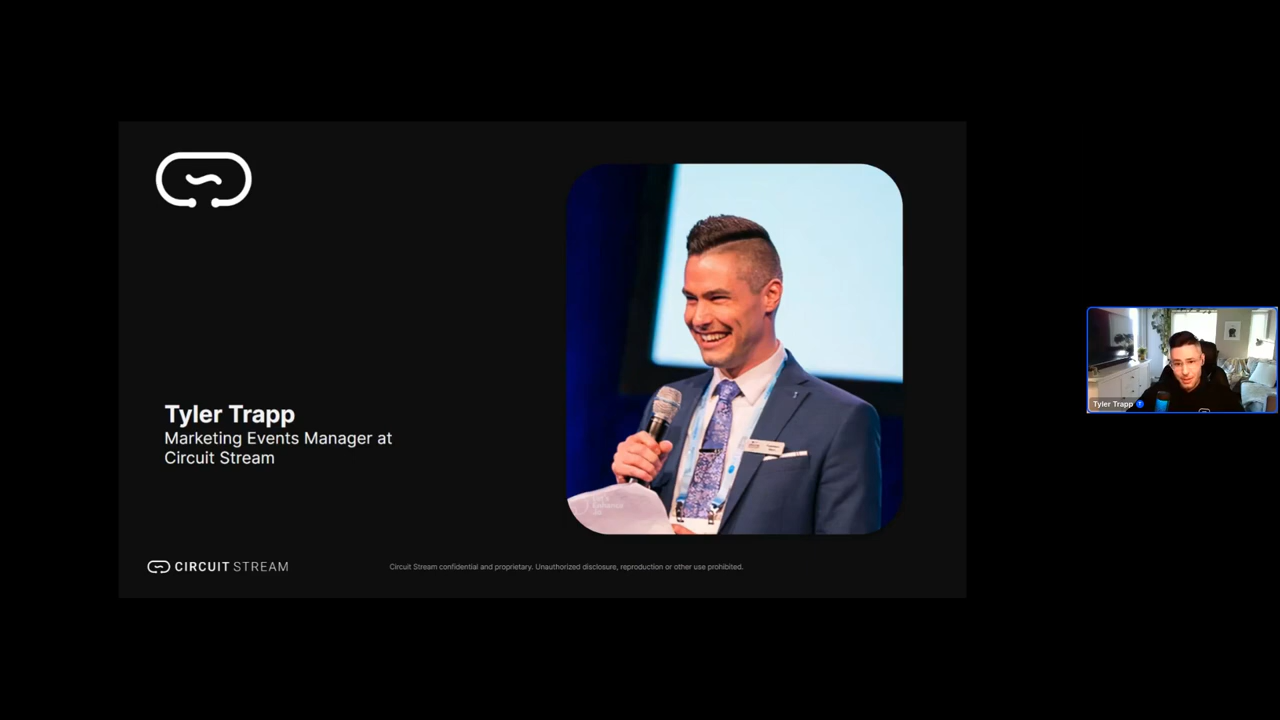 Tyler Trapp
Marketing Events Manager at
Circuit Stream
CIRCUIT STREAM
Circuit Stream confidential and proprietary. Unauthorized disclosure, reproduction or other use prohibited.
Tyler Trapp